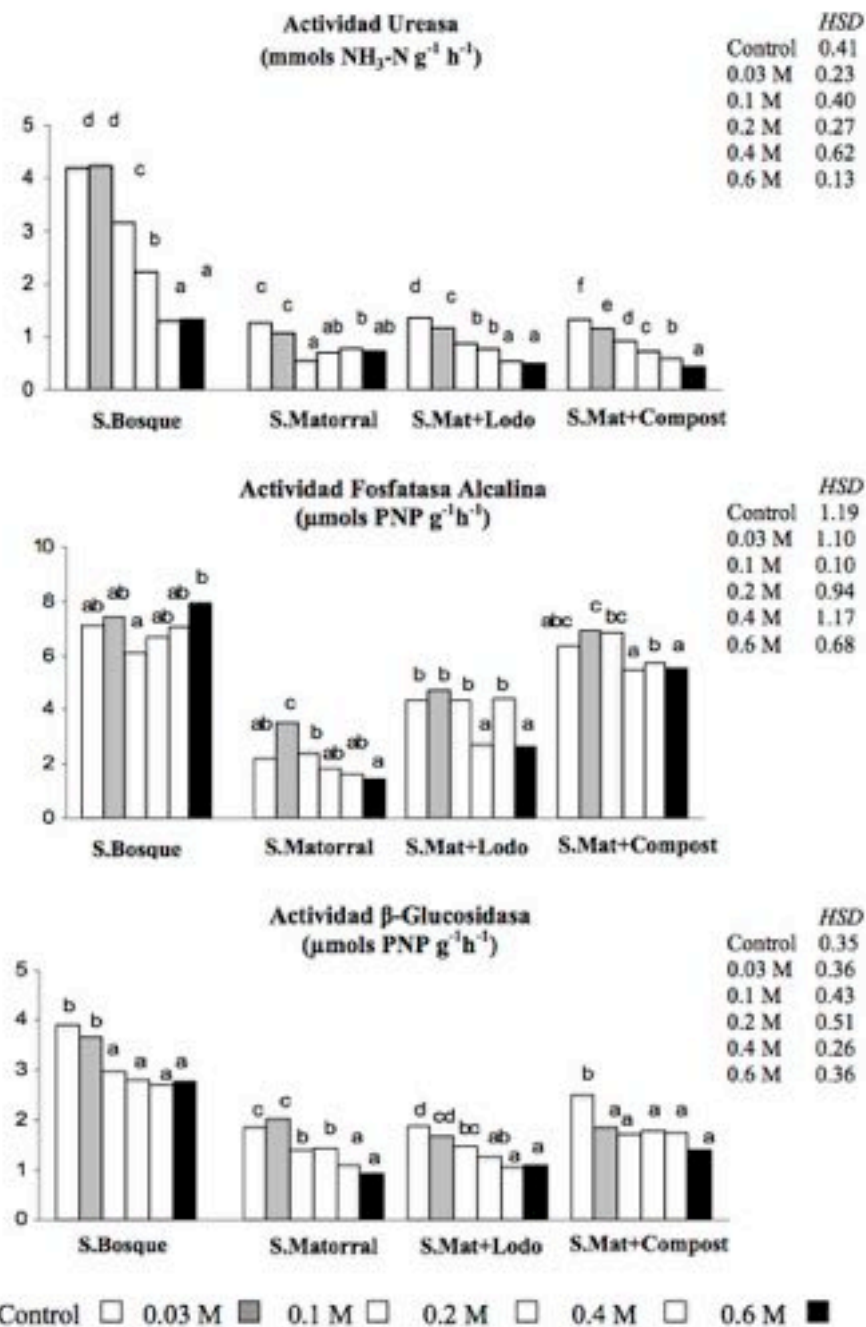 Actividad Ureasa
(mmols NH₃-N g⁻¹ h⁻¹)
HSD
Control 0.41
0.03 M 0.23
0.1 M 0.40
0.2 M 0.27
0.4 M 0.62
0.6 M 0.13
5
4
3
2
1
0
d d c b a a
c c a ab b ab
d c b b a a
f e d c b a
S.Bosque S.Matorral S.Mat+Lodo S.Mat+Compost
Actividad Fosfatasa Alcalina
(µmols PNP g⁻¹h⁻¹)
HSD
Control 1.19
0.03 M 1.10
0.1 M 0.10
0.2 M 0.94
0.4 M 1.17
0.6 M 0.68
10
8
6
4
2
0
ab ab a ab ab b
ab c b ab ab a
b b b a b a
abc c bc a b a
S.Bosque S.Matorral S.Mat+Lodo S.Mat+Compost
Actividad β-Glucosidasa
(µmols PNP g⁻¹h⁻¹)
HSD
Control 0.35
0.03 M 0.36
0.1 M 0.43
0.2 M 0.51
0.4 M 0.26
0.6 M 0.36
5
4
3
2
1
0
b b a a a a
c c b b a a
d cd bc ab a a
b a a a a a
S.Bosque S.Matorral S.Mat+Lodo S.Mat+Compost
Control 0.03 M 0.1 M 0.2 M 0.4 M 0.6 M